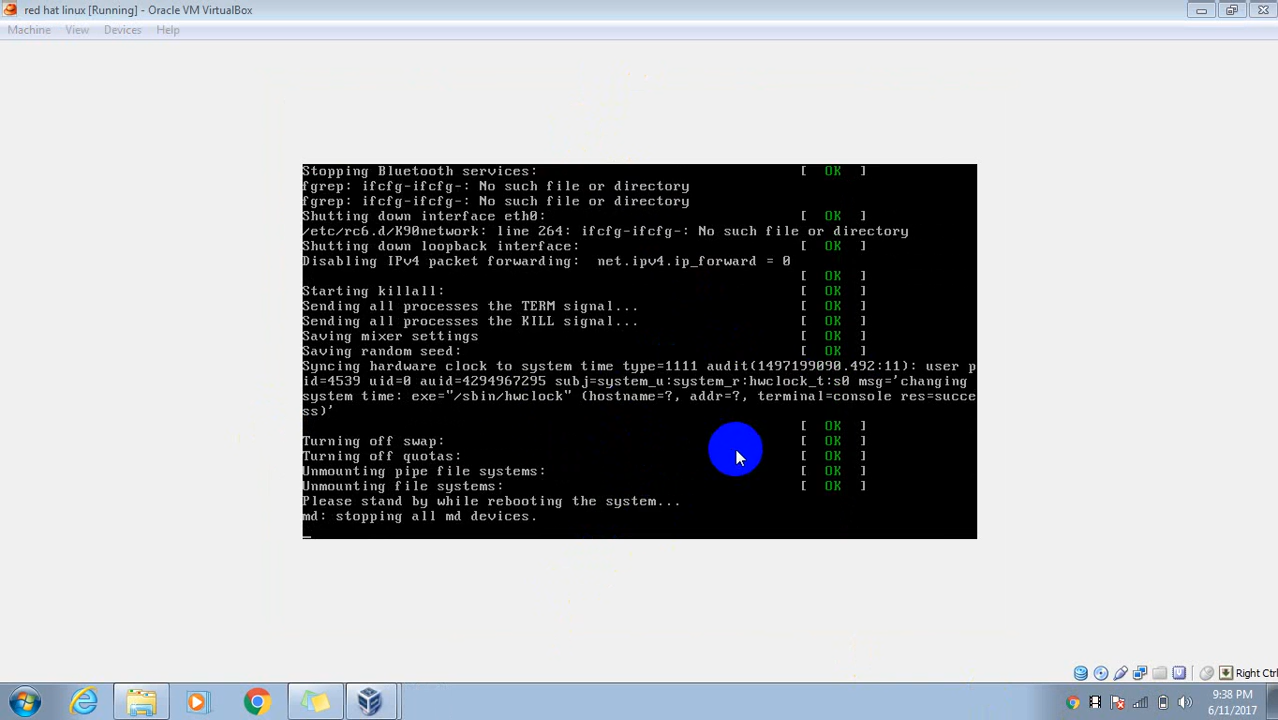 red hat linux [Running] - Oracle VM VirtualBox
Machine View Devices Help
Stopping Bluetooth services: [ OK ]
fgrep: ifcfg-ifcfg-: No such file or directory
fgrep: ifcfg-ifcfg-: No such file or directory
Shutting down interface eth0: [ OK ]
/etc/rc6.d/K90network: line 264: ifcfg-ifcfg-: No such file or directory
Shutting down loopback interface: [ OK ]
Disabling IPv4 packet forwarding: net.ipv4.ip_forward = 0
[ OK ]
Starting killall: [ OK ]
Sending all processes the TERM signal... [ OK ]
Sending all processes the KILL signal... [ OK ]
Saving mixer settings [ OK ]
Saving random seed: [ OK ]
Syncing hardware clock to system time type=1111 audit(1497199090.492:11): user p
id=4539 uid=0 auid=4294967295 subj=system_u:system_r:hwclock_t:s0 msg='changing
system time: exe="/sbin/hwclock" (hostname=?, addr=?, terminal=console res=succe
ss)'
[ OK ]
Turning off swap: [ OK ]
Turning off quotas: [ OK ]
Unmounting pipe file systems: [ OK ]
Unmounting file systems: [ OK ]
Please stand by while rebooting the system...
md: stopping all md devices.
Right Ctrl
9:38 PM
6/11/2017